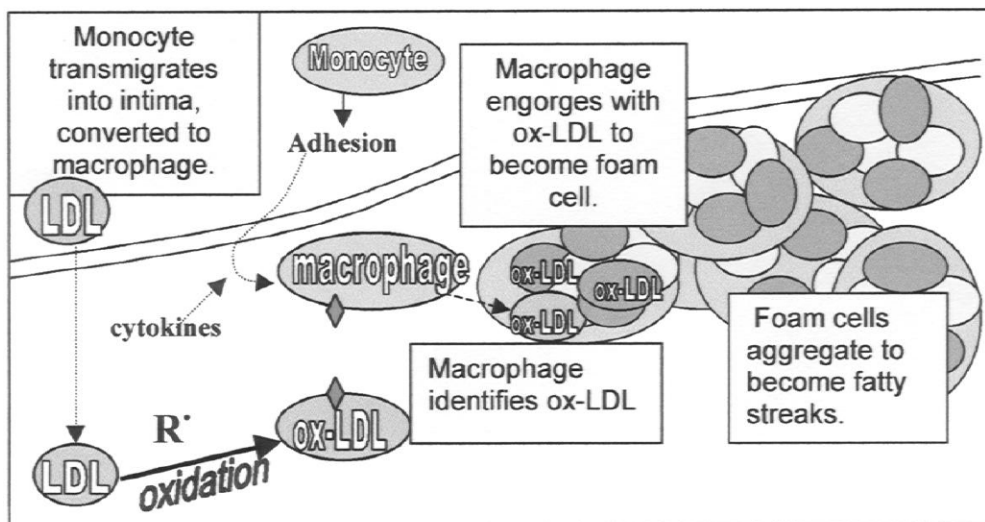 Monocyte
transmigrates
into intima,
converted to
macrophage.
Monocyte
Adhesion
Macrophage
engorges with
ox-LDL to
become foam
cell.
LDL
macrophage
cytokines
ox-LDL
ox-LDL
ox-LDL
Macrophage
identifies ox-LDL
Foam cells
aggregate to
become fatty
streaks.
LDL
R•
oxidation
ox-LDL